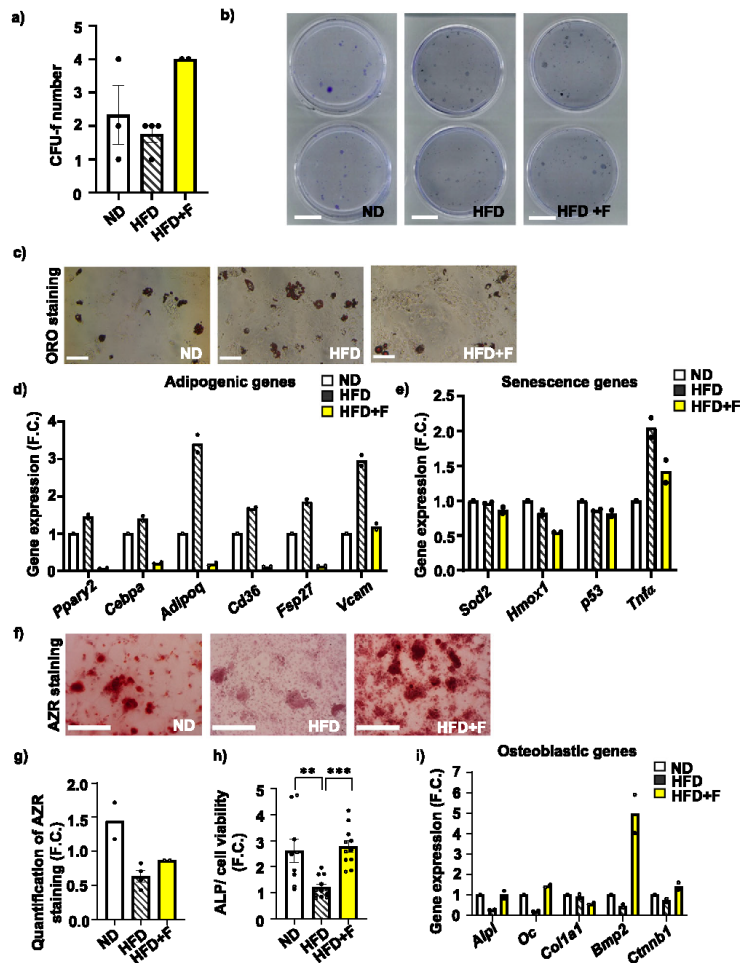 a)
CFU-f number
5
4
3
2
1
0
ND
HFD
HFD+F
b)
ND
HFD
HFD +F
c)
ORO staining
ND
HFD
HFD+F
d)
Adipogenic genes
ND
HFD
HFD+F
Gene expression (F.C.)
4
3
2
1
0
Pparγ2
Cebpa
Adipoq
Cd36
Fsp27
Vcam
e)
Senescence genes
ND
HFD
HFD+F
Gene expression (F.C.)
2.5
2.0
1.5
1.0
0.5
0.0
Sod2
Hmox1
p53
Tnfα
f)
AZR staining
ND
HFD
HFD+F
g)
Quantification of AZR
staining (F.C.)
2.0
1.5
1.0
0.5
0.0
ND
HFD
HFD+F
h)
ALP/ cell viability
(F.C.)
5
4
3
2
1
0
** ***
ND
HFD
HFD+F
i)
Osteoblastic genes
ND
HFD
HFD+F
Gene expression (F.C.)
7
6
5
4
3
2
1
0
Alpl
Oc
Col1a1
Bmp2
Ctnnb1